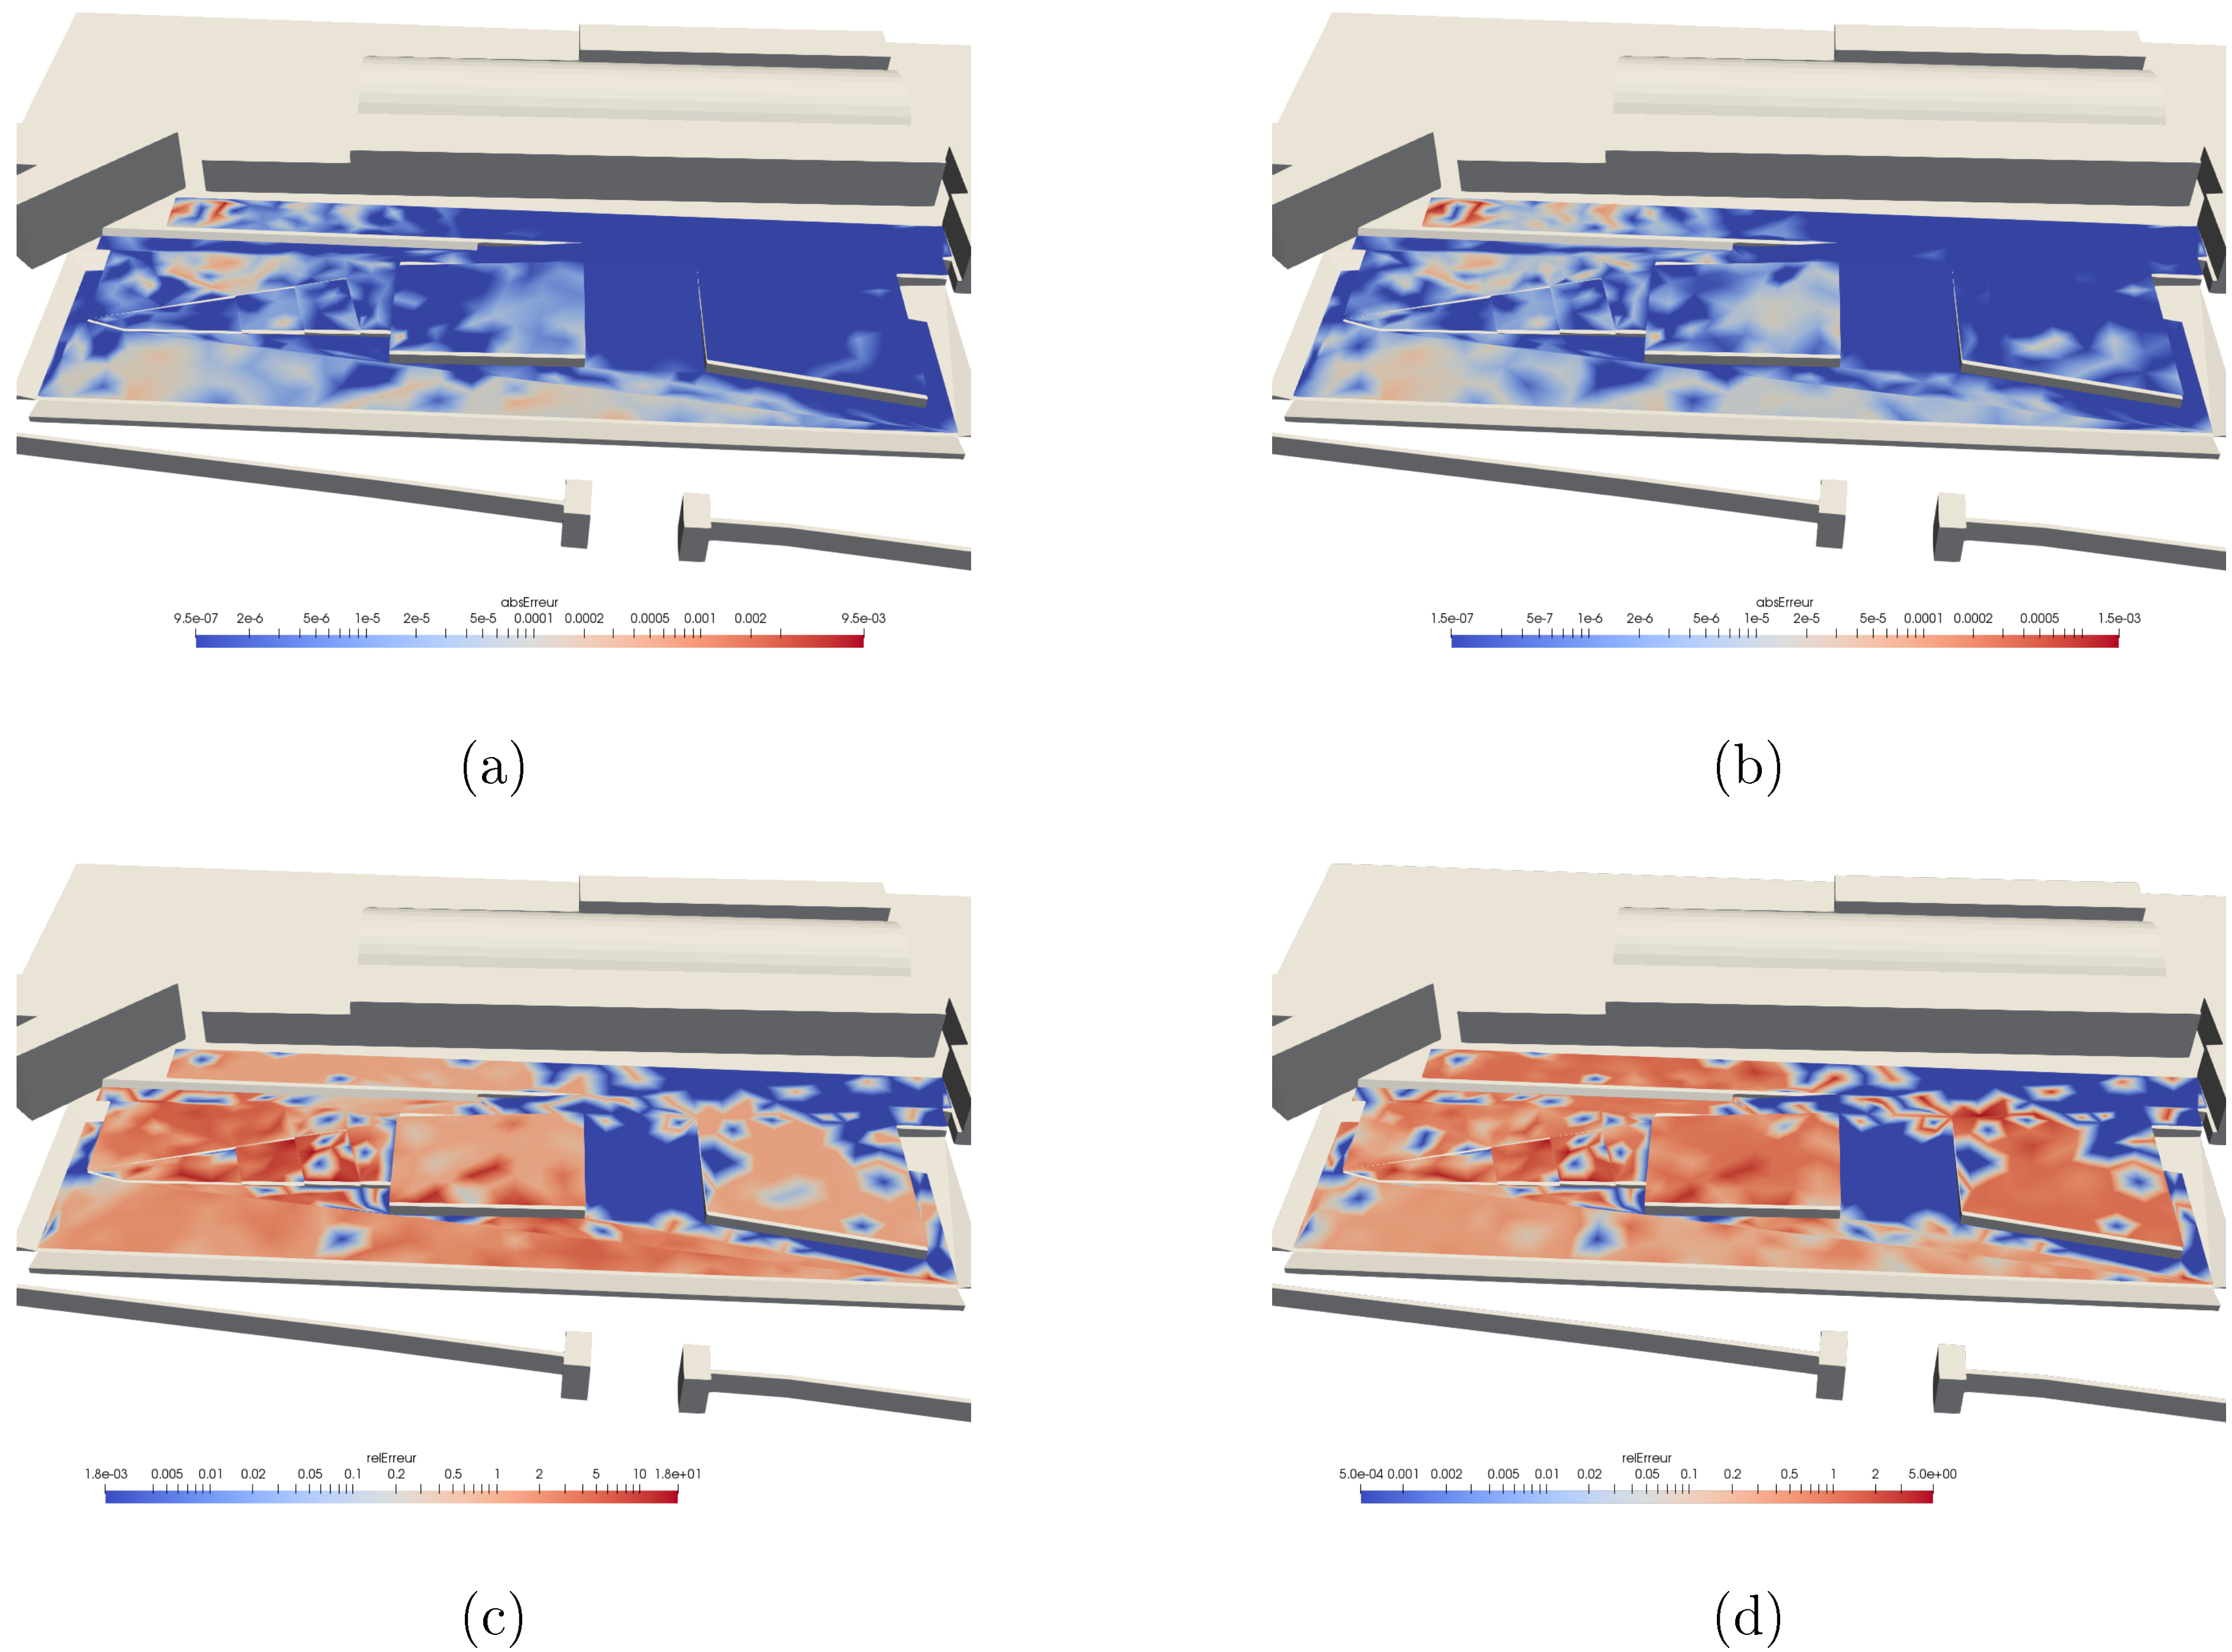 absErreur
9.5e-07 2e-6 5e-6 1e-5 2e-5 5e-5 0.0001 0.0002 0.0005 0.001 0.002 9.5e-03
(a)
absErreur
1.5e-07 5e-7 1e-6 2e-6 5e-6 1e-5 2e-5 5e-5 0.0001 0.0002 0.0005 1.5e-03
(b)
relErreur
1.8e-03 0.005 0.01 0.02 0.05 0.1 0.2 0.5 1 2 5 10 1.8e+01
(c)
relErreur
5.0e-04 0.001 0.002 0.005 0.01 0.02 0.05 0.1 0.2 0.5 1 2 5.0e+00
(d)